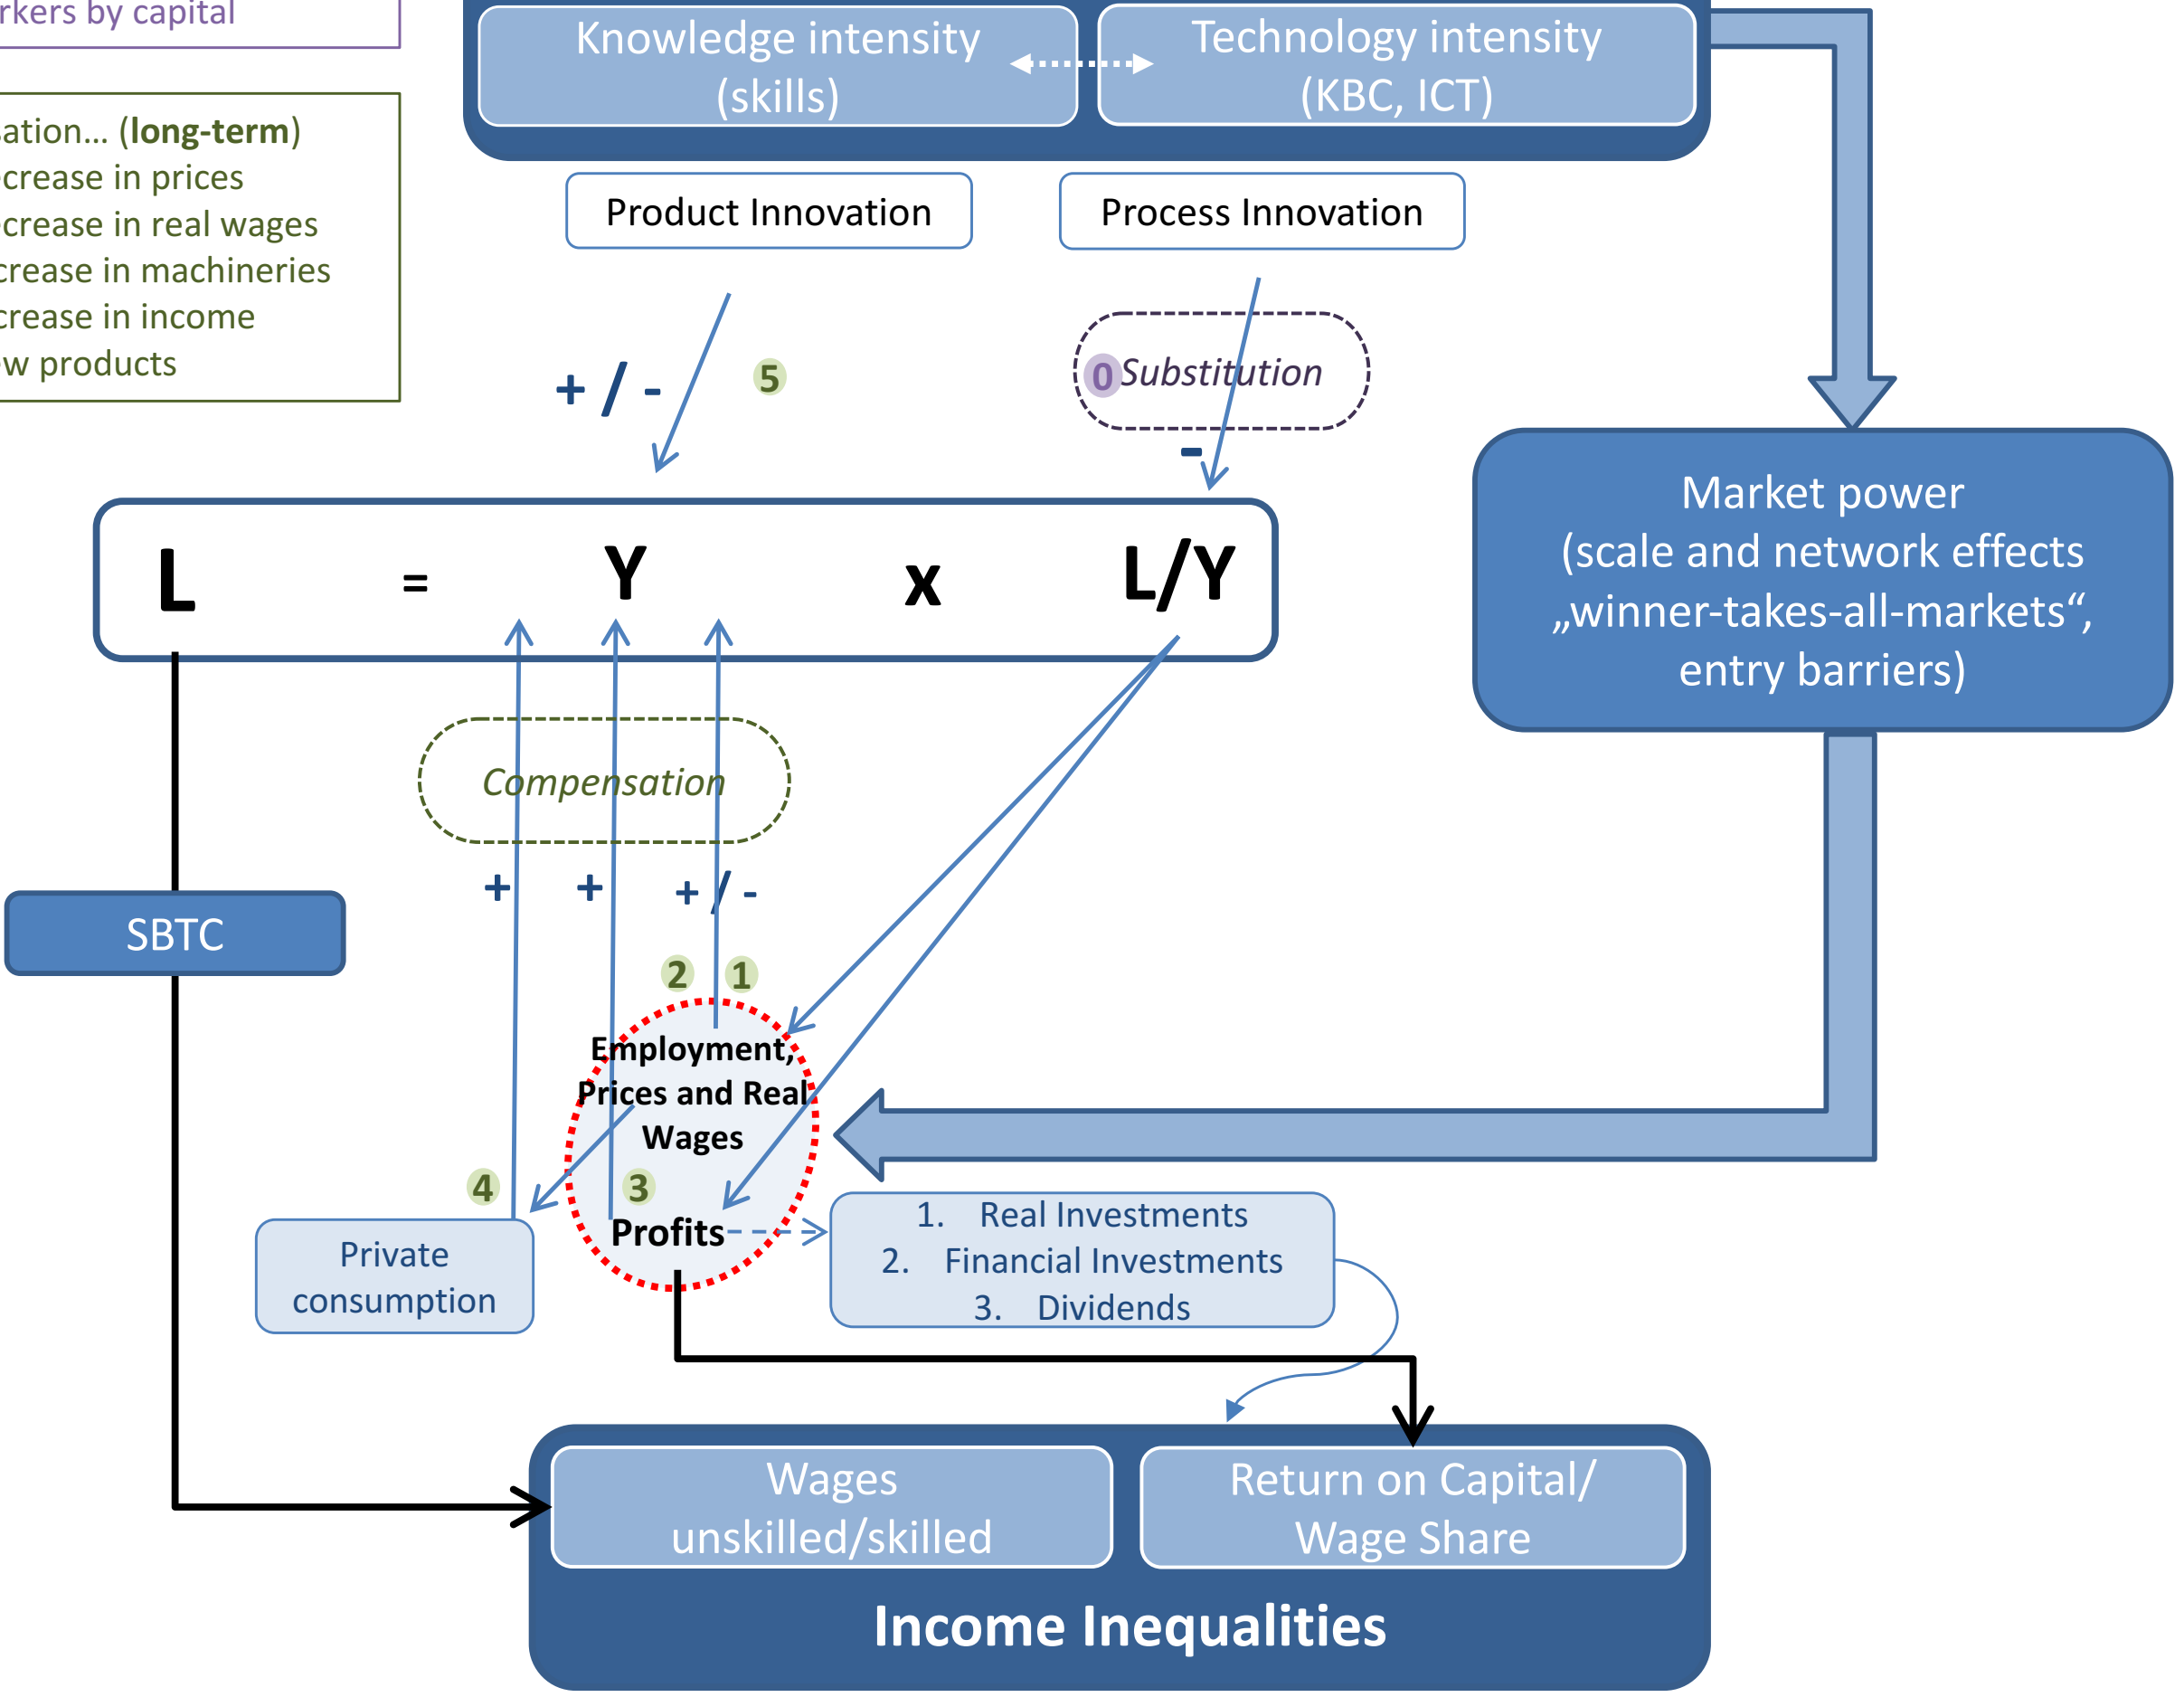 rkers by capital
sation... (long-term)
crease in prices
crease in real wages
crease in machineries
crease in income
w products
Knowledge intensity
(skills)
Technology intensity
(KBC, ICT)
Product Innovation
Process Innovation
+ / -
5
0 Substitution
-
L = Y x L/Y
Market power
(scale and network effects
„winner-takes-all-markets“,
entry barriers)
Compensation
+ + + / -
SBTC
2 1
Employment,
Prices and Real
Wages
4
3
Profits
Private
consumption
1. Real Investments
2. Financial Investments
3. Dividends
Wages
unskilled/skilled
Return on Capital/
Wage Share
Income Inequalities